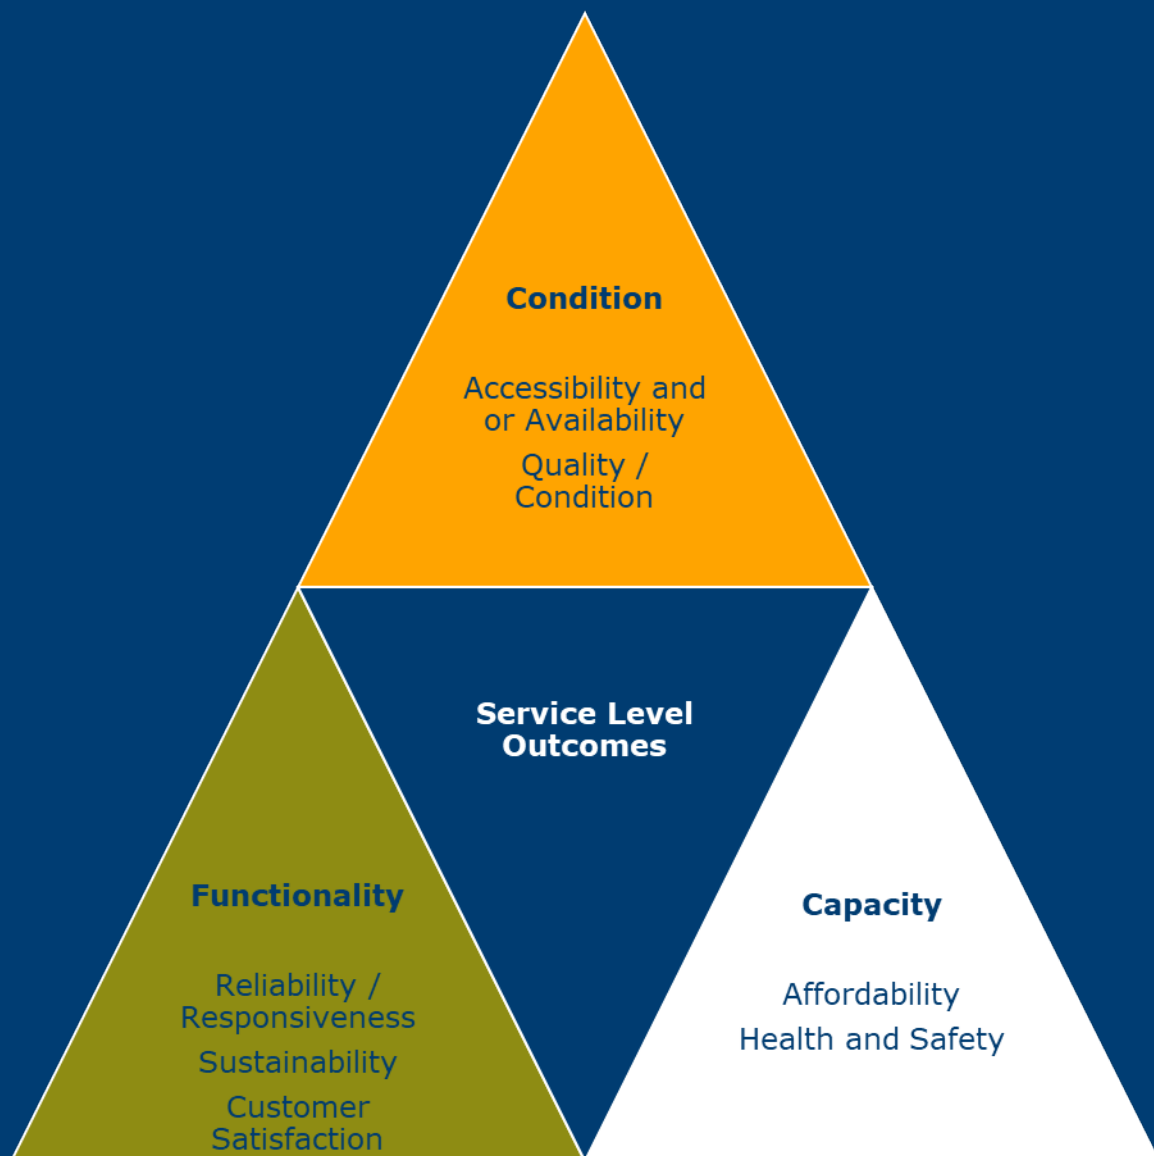 Condition
Accessibility and
or Availability
Quality /
Condition
Service Level
Outcomes
Functionality
Reliability /
Responsiveness
Sustainability
Customer
Satisfaction
Capacity
Affordability
Health and Safety